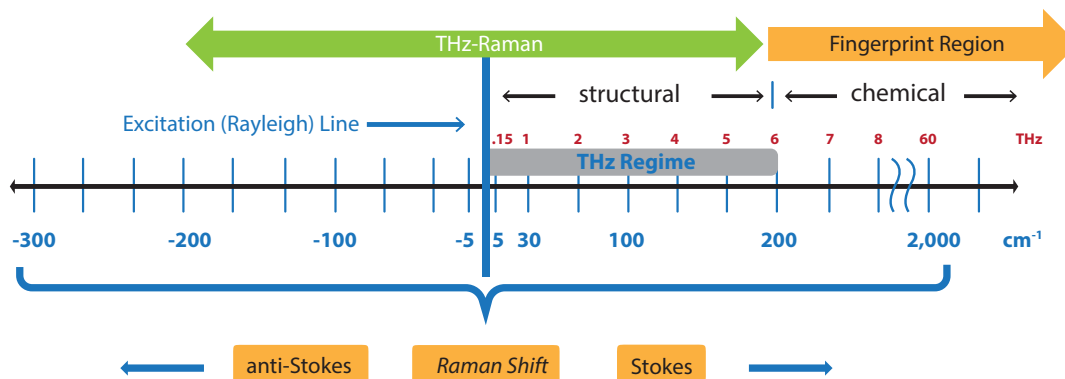 THz-Raman Fingerprint Region
structural chemical
Excitation (Rayleigh) Line
.15 1 2 3 4 5 6 7 8 60 THz
THz Regime
-300 -200 -100 -5 5 30 100 200 2,000 cm⁻¹
anti-Stokes Raman Shift Stokes